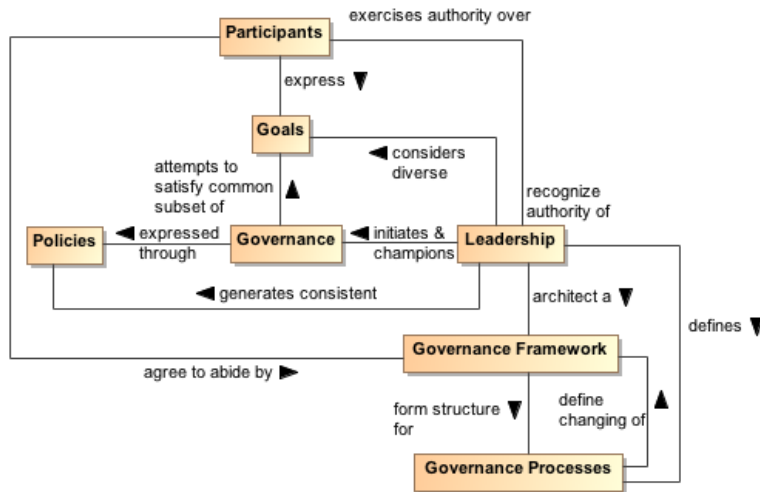 exercises authority over
Participants
express
Goals
considers
diverse
attempts to
satisfy common
subset of
recognize
authority of
Policies
expressed
through
Governance
initiates &
champions
Leadership
generates consistent
architect a
defines
Governance Framework
agree to abide by
form structure
for
define
changing of
Governance Processes